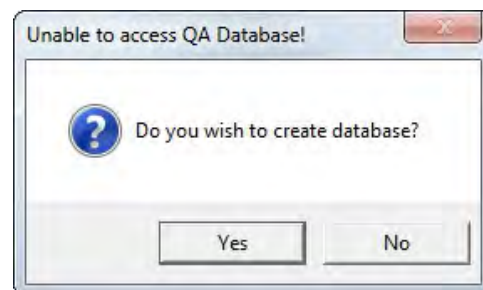 Unable to access QA Database!
Do you wish to create database?
Yes
No